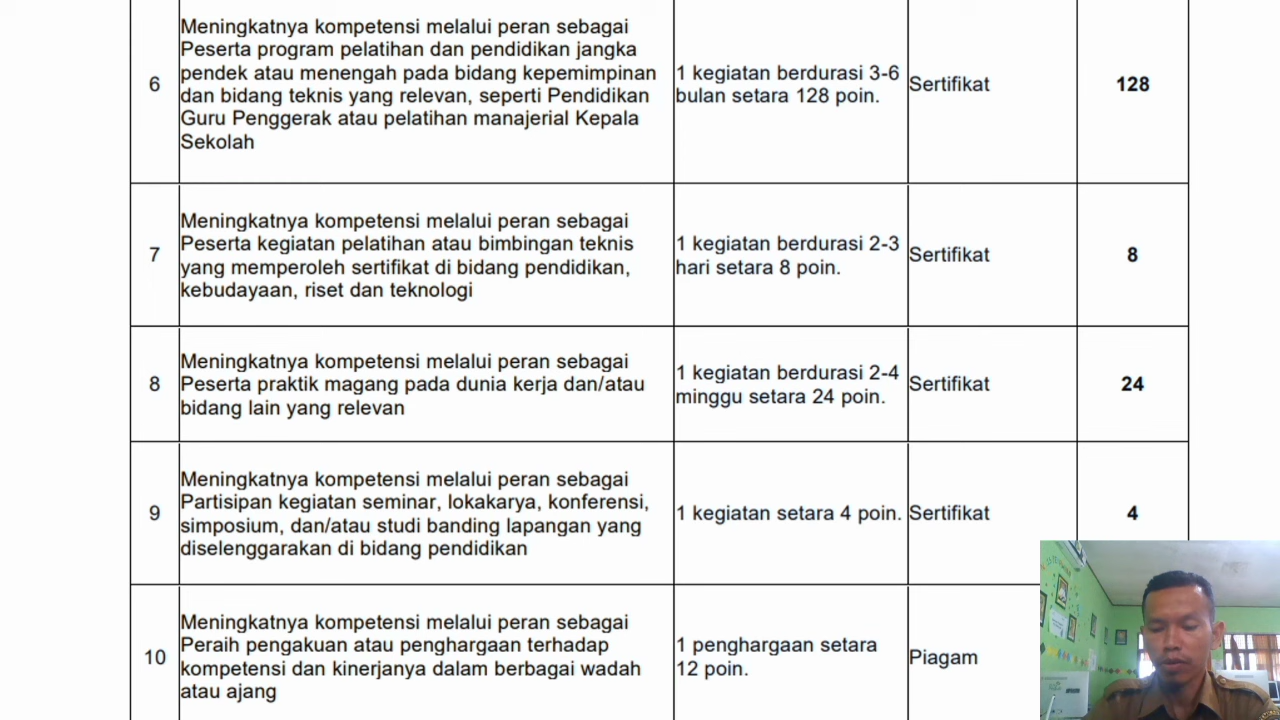 6
Meningkatnya kompetensi melalui peran sebagai
Peserta program pelatihan dan pendidikan jangka
pendek atau menengah pada bidang kepemimpinan
dan bidang teknis yang relevan, seperti Pendidikan
Guru Penggerak atau pelatihan manajerial Kepala
Sekolah
1 kegiatan berdurasi 3-6
bulan setara 128 poin.
Sertifikat
128
7
Meningkatnya kompetensi melalui peran sebagai
Peserta kegiatan pelatihan atau bimbingan teknis
yang memperoleh sertifikat di bidang pendidikan,
kebudayaan, riset dan teknologi
1 kegiatan berdurasi 2-3
hari setara 8 poin.
Sertifikat
8
8
Meningkatnya kompetensi melalui peran sebagai
Peserta praktik magang pada dunia kerja dan/atau
bidang lain yang relevan
1 kegiatan berdurasi 2-4
minggu setara 24 poin.
Sertifikat
24
9
Meningkatnya kompetensi melalui peran sebagai
Partisipan kegiatan seminar, lokakarya, konferensi,
simposium, dan/atau studi banding lapangan yang
diselenggarakan di bidang pendidikan
1 kegiatan setara 4 poin.
Sertifikat
4
10
Meningkatnya kompetensi melalui peran sebagai
Peraih pengakuan atau penghargaan terhadap
kompetensi dan kinerjanya dalam berbagai wadah
atau ajang
1 penghargaan setara
12 poin.
Piagam